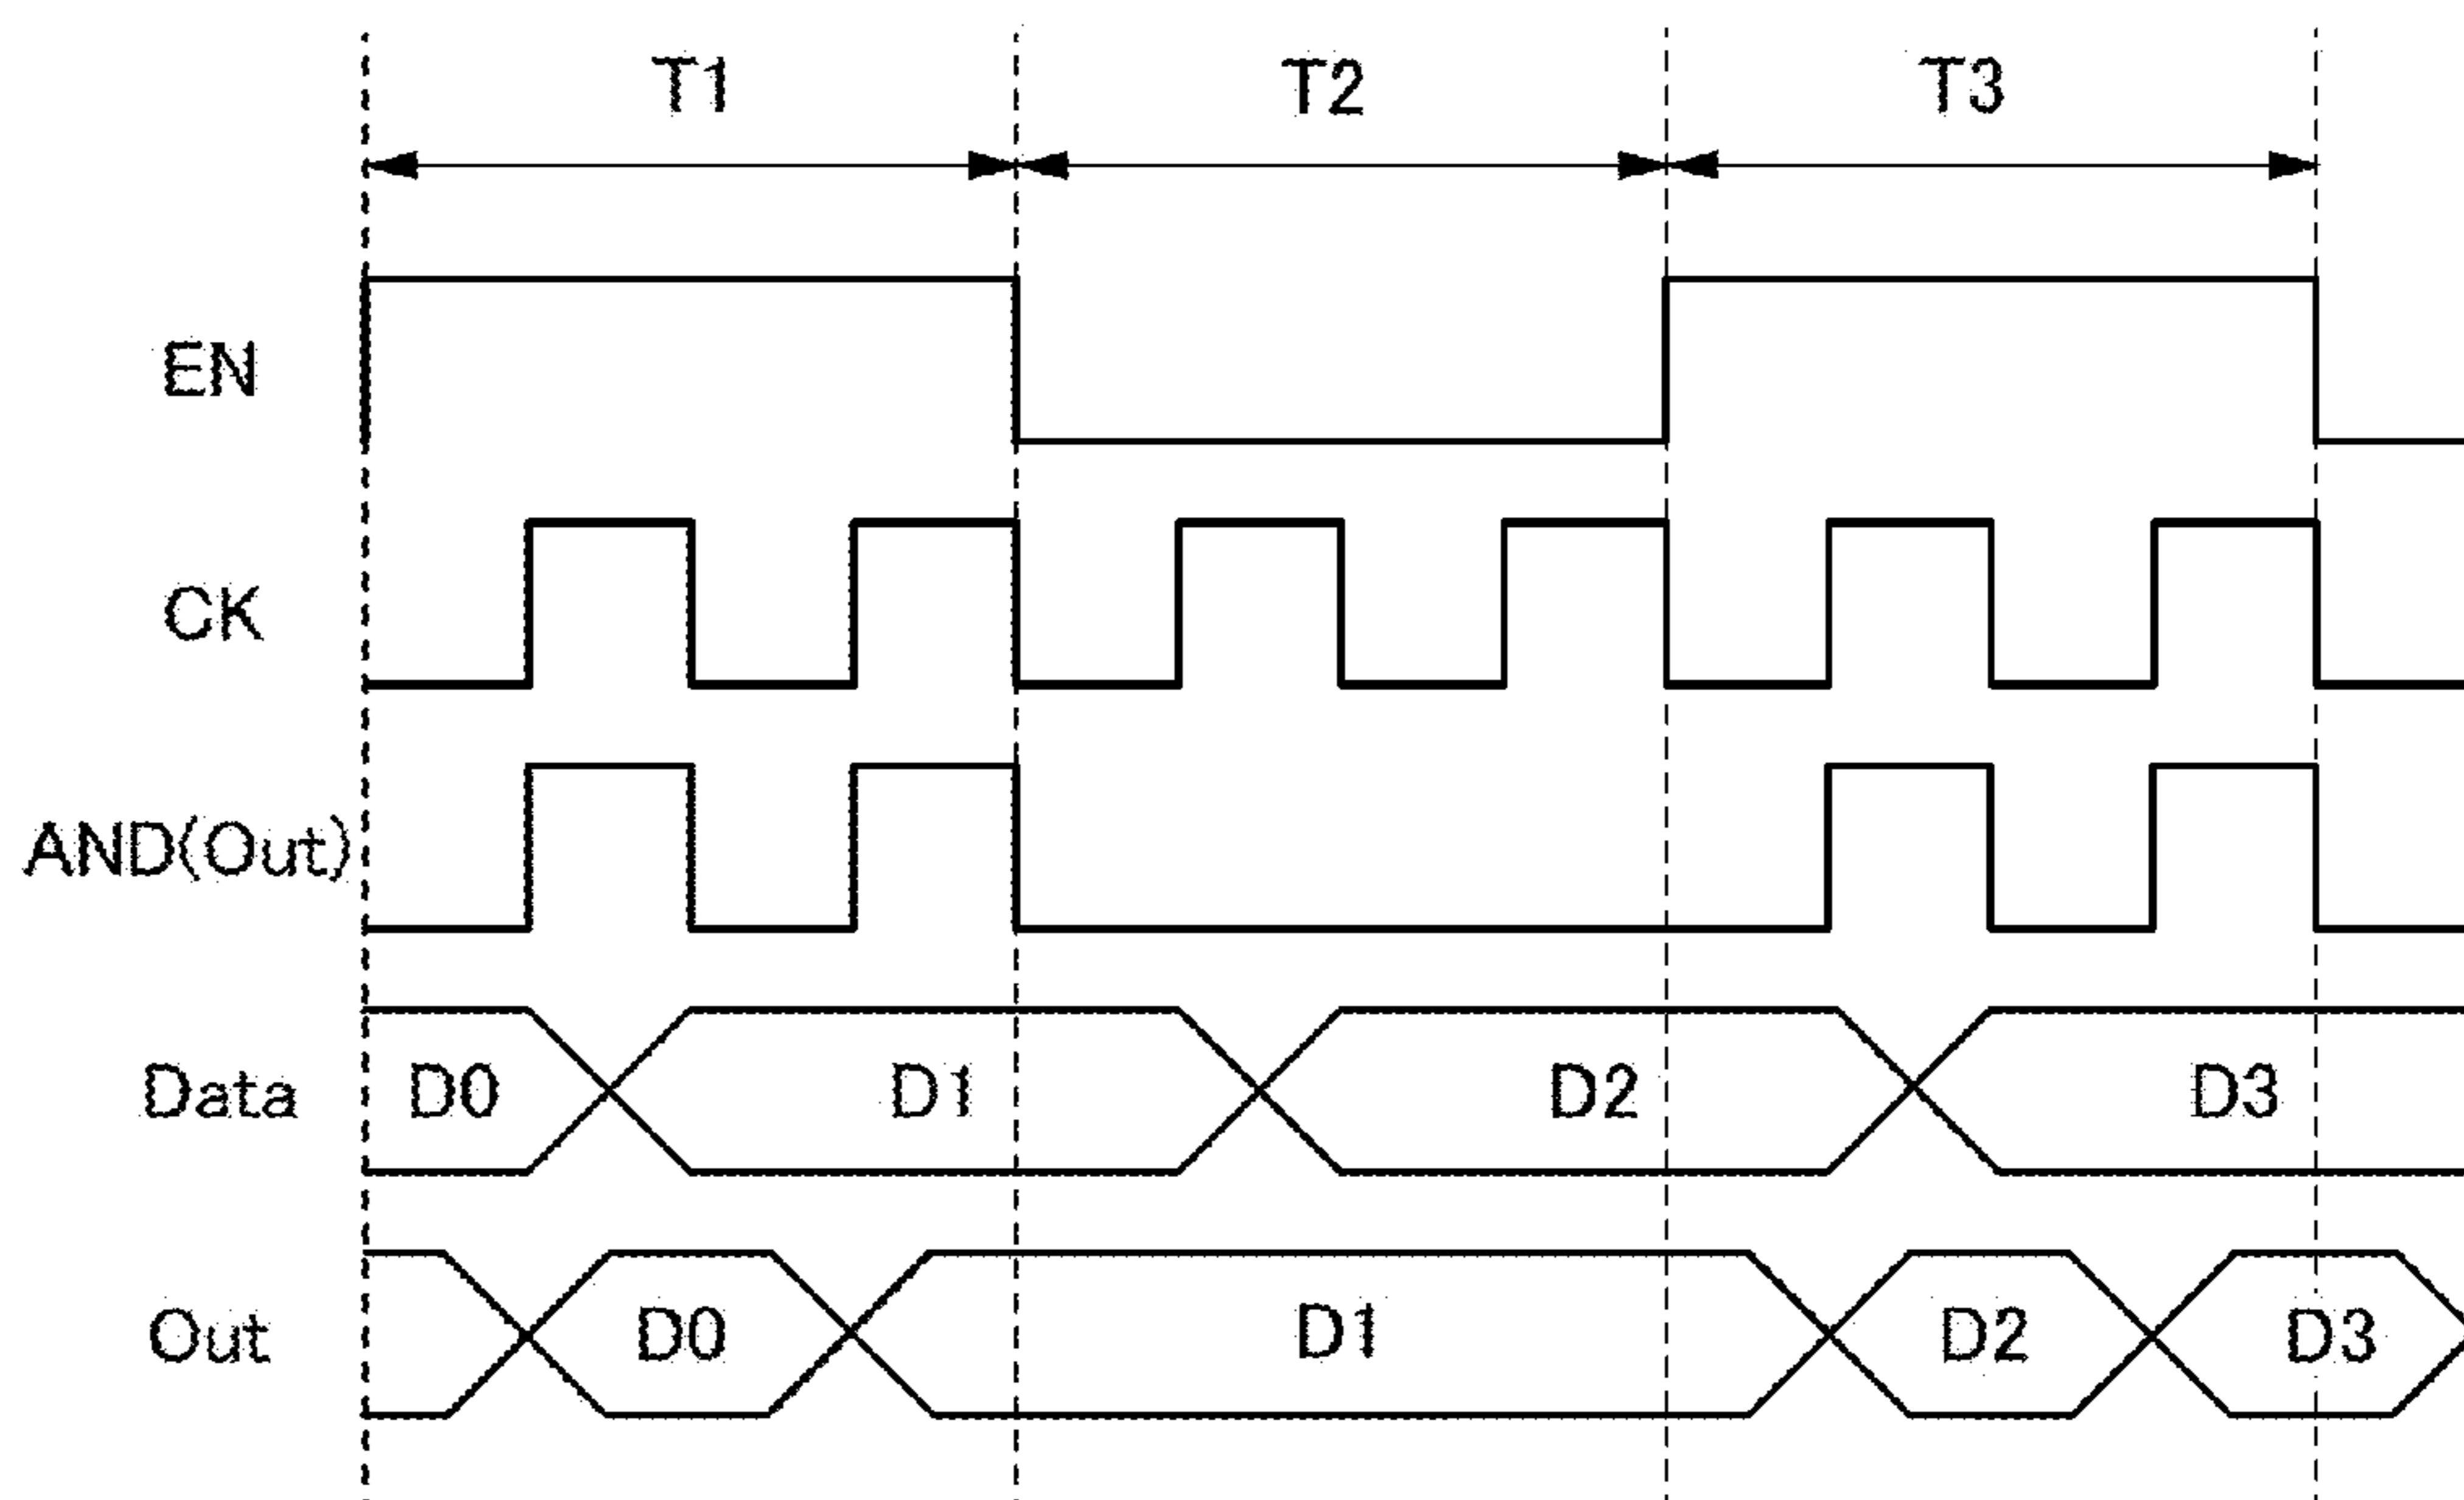 T1 T2 T3
EN
CK
AND(Out)
Data D0 D1 D2 D3
Out D0 D1 D2 D3